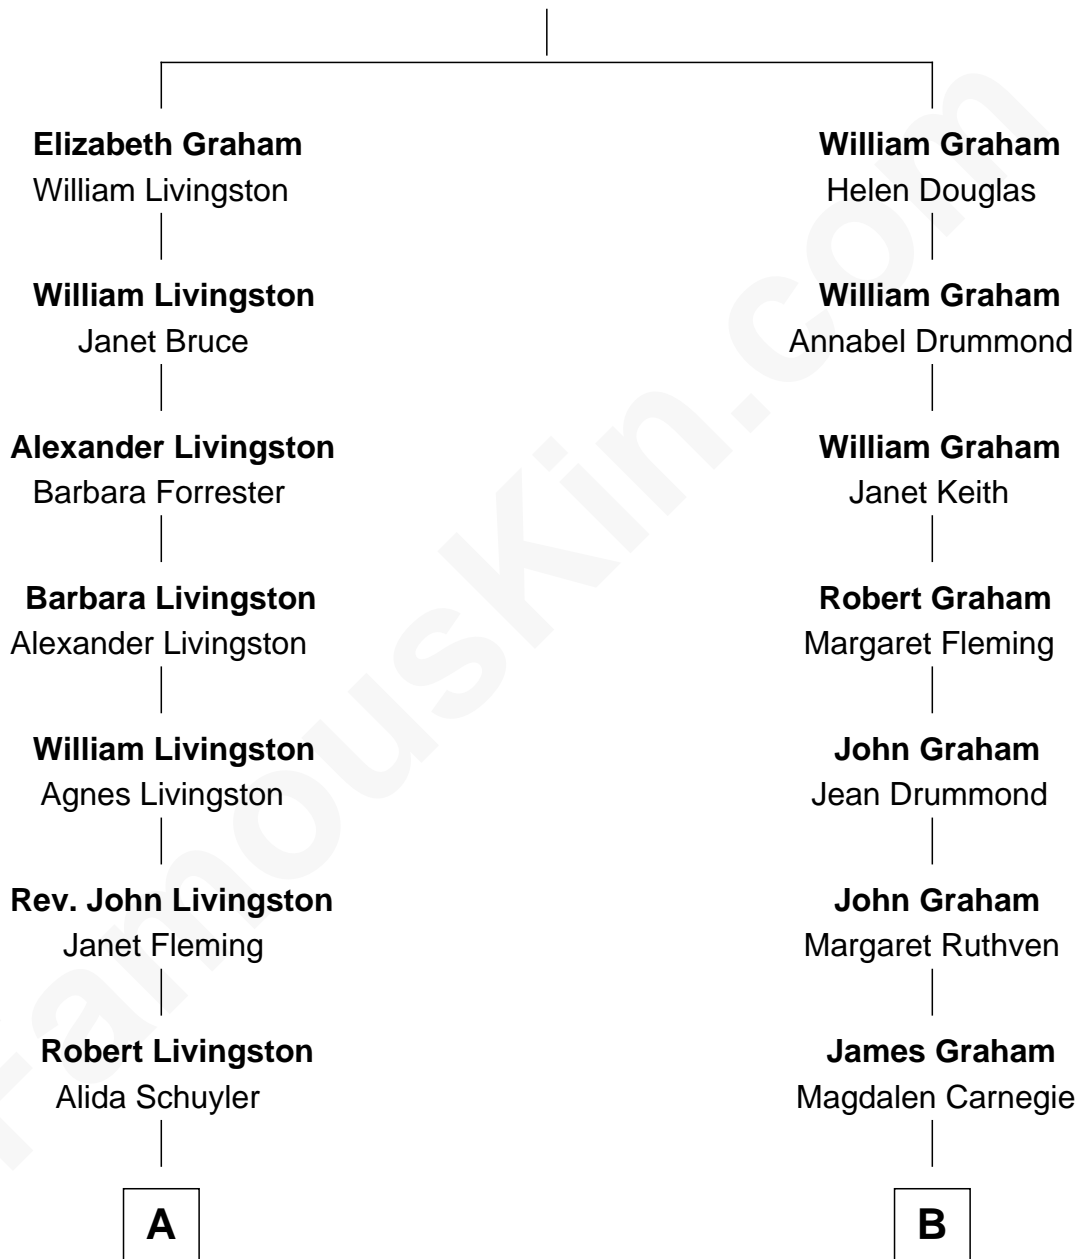 Elizabeth Graham
William Livingston
William Graham
Helen Douglas
William Livingston
Janet Bruce
William Graham
Annabel Drummond
Alexander Livingston
Barbara Forrester
William Graham
Janet Keith
Barbara Livingston
Alexander Livingston
Robert Graham
Margaret Fleming
William Livingston
Agnes Livingston
John Graham
Jean Drummond
Rev. John Livingston
Janet Fleming
John Graham
Margaret Ruthven
Robert Livingston
Alida Schuyler
James Graham
Magdalen Carnegie
A
B
FamousKin.com